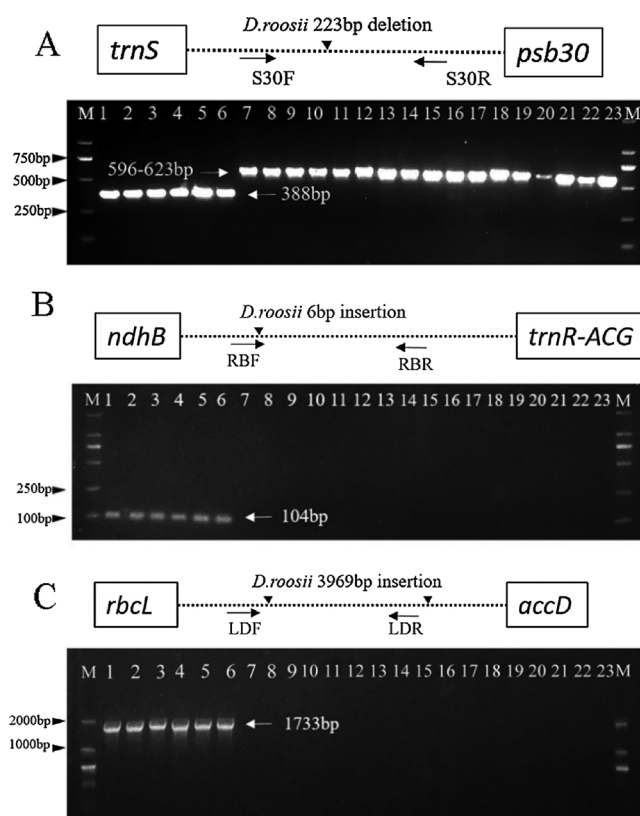 A
D.roosii 223bp deletion
trnS
psb30
S30F
S30R
M 1 2 3 4 5 6 7 8 9 10 11 12 13 14 15 16 17 18 19 20 21 22 23 M
750bp
596-623bp
500bp
388bp
250bp
B
D.roosii 6bp insertion
ndhB
trnR-ACG
RBF
RBR
M 1 2 3 4 5 6 7 8 9 10 11 12 13 14 15 16 17 18 19 20 21 22 23 M
250bp
100bp
104bp
C
D.roosii 3969bp insertion
rbcL
accD
LDF
LDR
M 1 2 3 4 5 6 7 8 9 10 11 12 13 14 15 16 17 18 19 20 21 22 23 M
2000bp
1733bp
1000bp